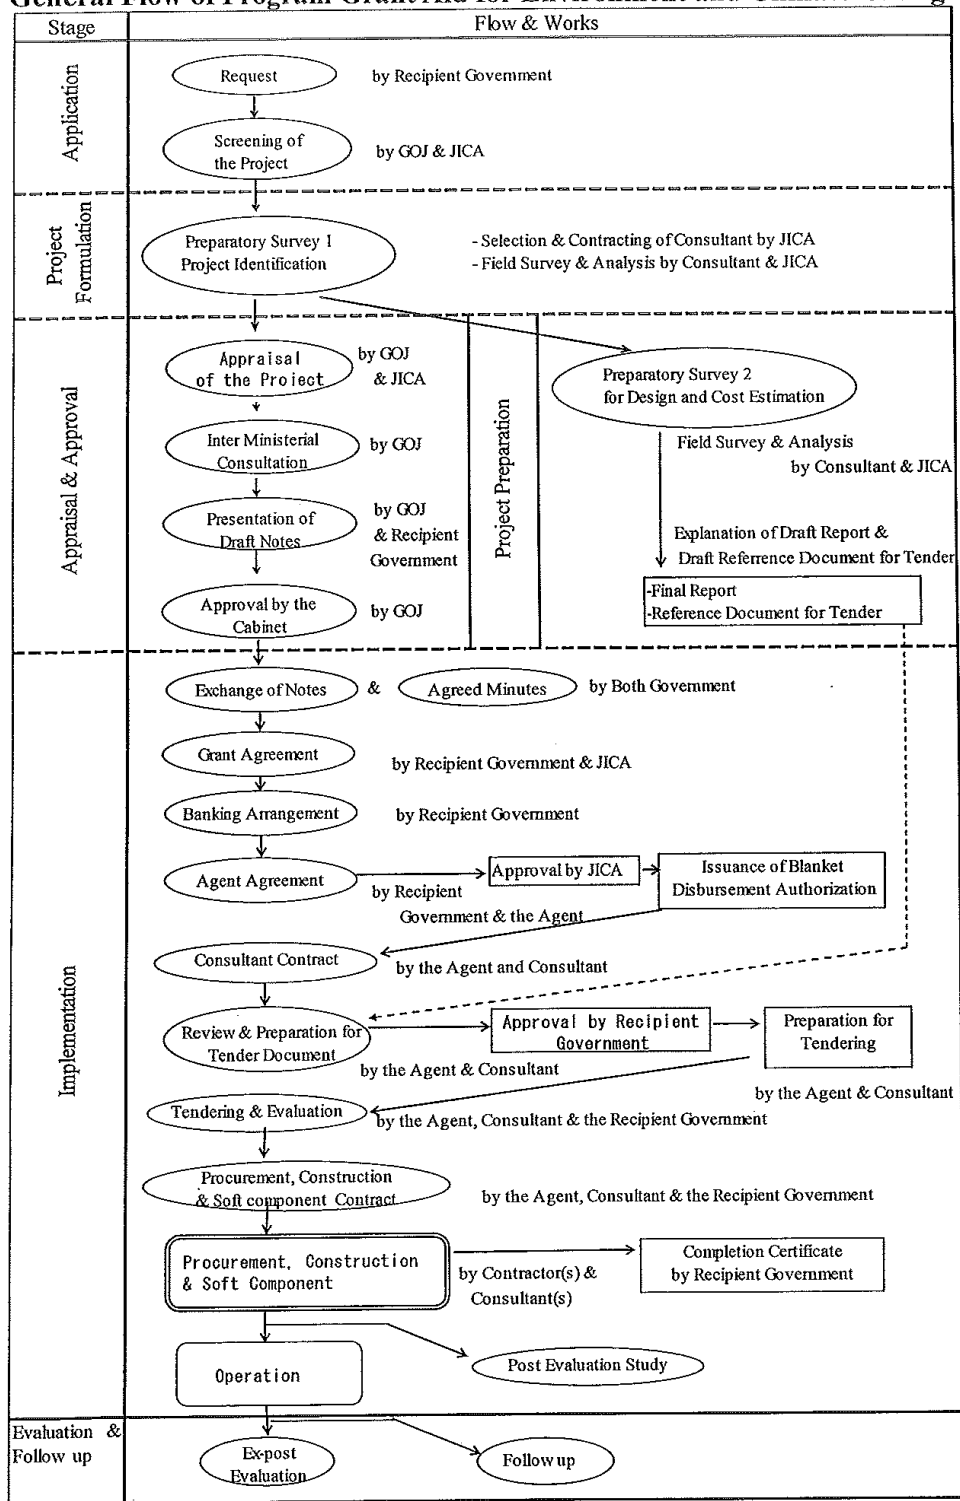 General Flow of Program Grant Aid for Environment and Climate
Stage
Flow & Works
Application
Request
by Recipient Government
Screening of
the Project
by GOJ & JICA
Project
Formulation
Preparatory Survey 1
Project Identification
- Selection & Contracting of Consultant by JICA
- Field Survey & Analysis by Consultant & JICA
Appraisal & Approval
Appraisal
of the Project
by GOJ
& JICA
Inter Ministerial
Consultation
by GOJ
Presentation of
Draft Notes
by GOJ
& Recipient
Government
Approval by the
Cabinet
by GOJ
Project Preparation
Preparatory Survey 2
for Design and Cost Estimation
Field Survey & Analysis
by Consultant & JICA
Explanation of Draft Report &
Draft Referrence Document for Tender
-Final Report
-Reference Document for Tender
Implementation
Exchange of Notes
&
Agreed Minutes
by Both Government
Grant Agreement
by Recipient Government & JICA
Banking Arrangement
by Recipient Government
Agent Agreement
by Recipient
Government & the Agent
Approval by JICA
Issuance of Blanket
Disbursement Authorization
Consultant Contract
by the Agent and Consultant
Review & Preparation for
Tender Document
by the Agent & Consultant
Approval by Recipient
Government
Preparation for
Tendering
by the Agent & Consultant
Tendering & Evaluation
by the Agent, Consultant & the Recipient Government
Procurement, Construction
& Soft component Contract
by the Agent, Consultant & the Recipient Government
Procurement, Construction
& Soft Component
by Contractor(s) &
Consultant(s)
Completion Certificate
by Recipient Government
Operation
Post Evaluation Study
Evaluation &
Follow up
Ex-post
Evaluation
Follow up